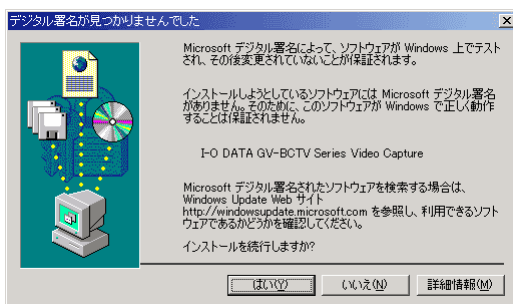 デジタル署名が見つかりませんでした
Microsoft デジタル署名によって、ソフトウェアが Windows 上でテスト
され、その後変更されていないことが保証されます。
インストールしようとしているソフトウェアには Microsoft デジタル署名
がありません。そのために、このソフトウェアが Windows で正しく動作
することは保証されません。
I-O DATA GV-BCTV Series Video Capture
Microsoft デジタル署名されたソフトウェアを検索する場合は、
Windows Update Web サイト
http://windowsupdate.microsoft.com を参照し、利用できるソフト
ウェアであるかどうかを確認してください。
インストールを続行しますか?
はい(Y) いいえ(N) 詳細情報(M)